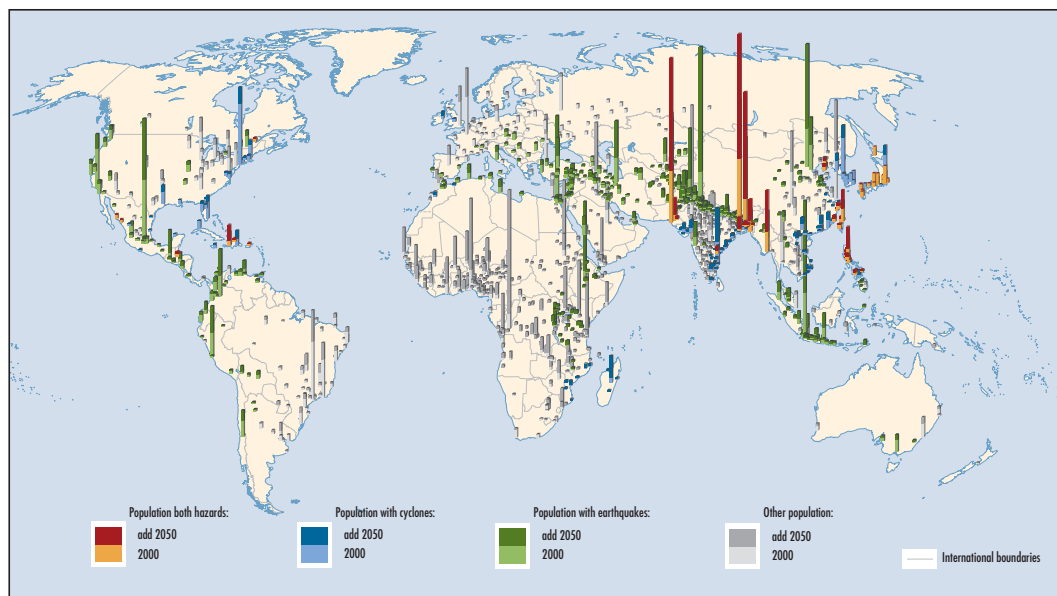 Population both hazards:
add 2050
2000
Population with cyclones:
add 2050
2000
Population with earthquakes:
add 2050
2000
Other population:
add 2050
2000
International boundaries